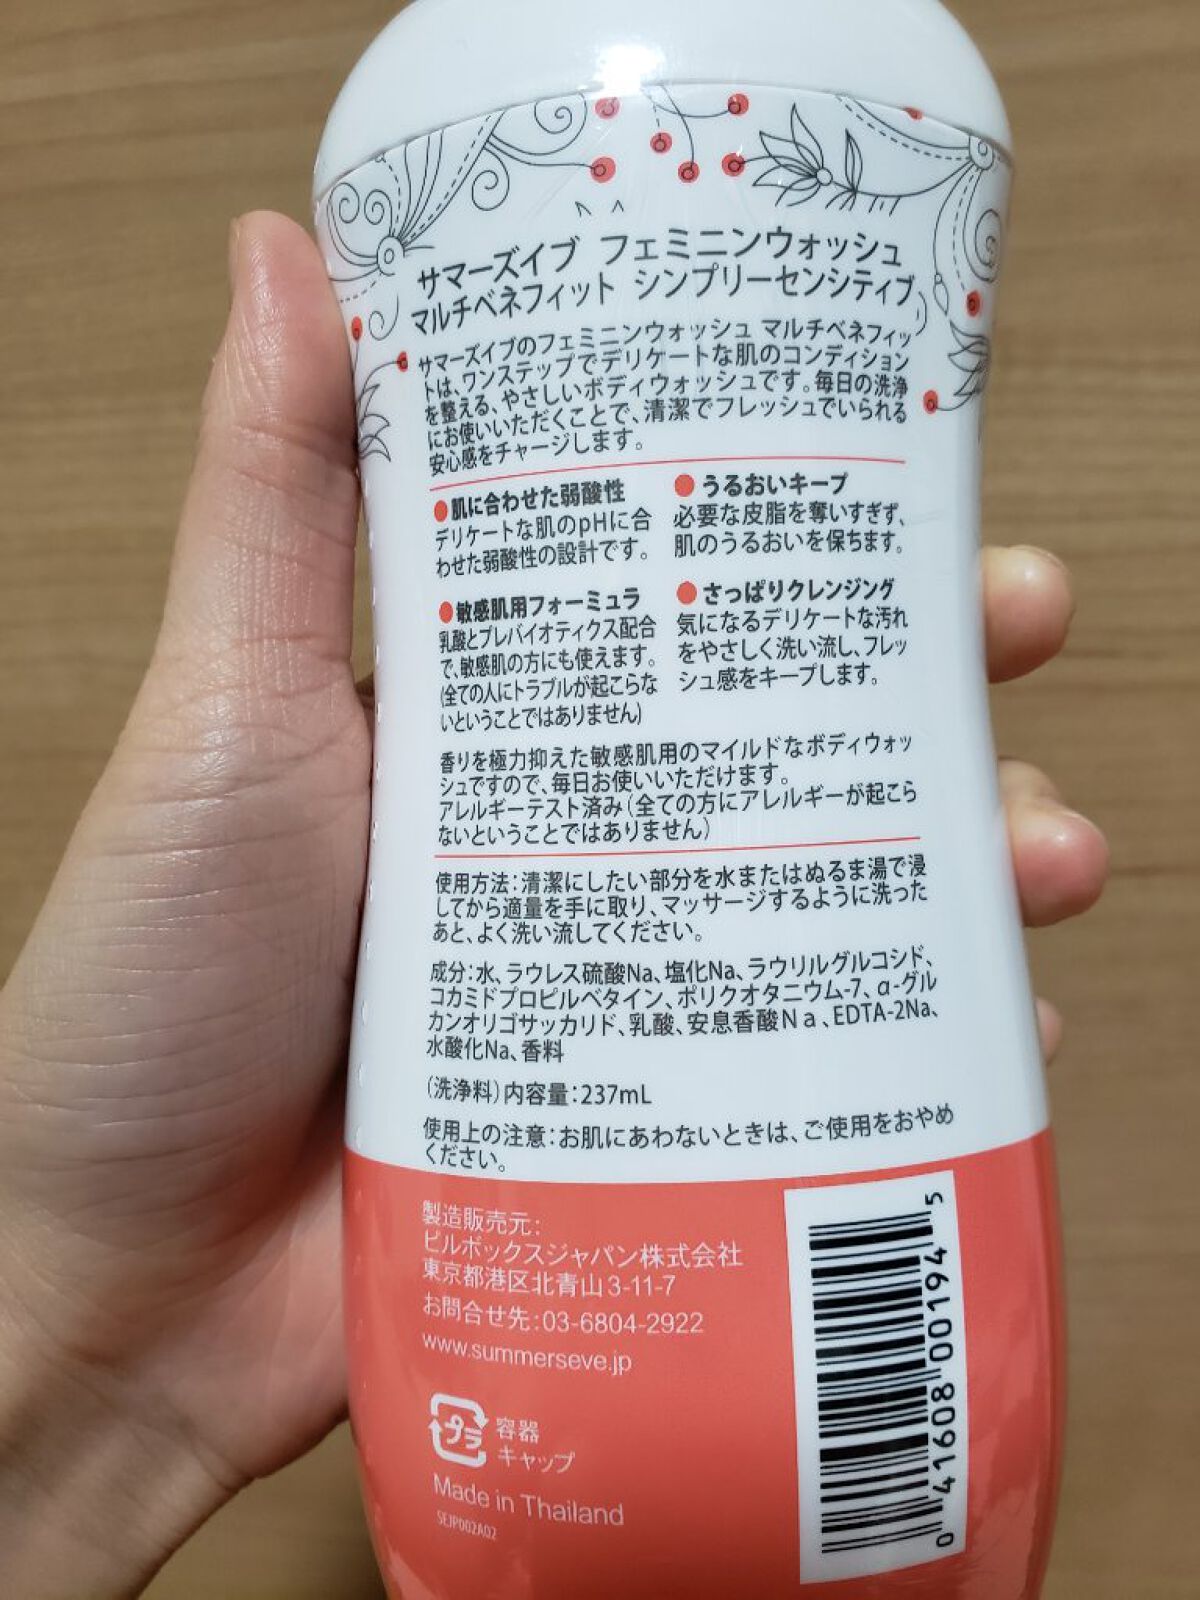 サマーズイブ フェミニンウォッシュ
マルチベネフィット シンプリーセンシティブ
サマーズイブのフェミニンウォッシュ マルチベネフィッ
トは、ワンステップでデリケートな肌のコンディション
を整える、やさしいボディウォッシュです。毎日の洗浄
にお使いいただくことで、清潔でフレッシュでいられる
安心感をチャージします。
●肌に合わせた弱酸性
デリケートな肌のpHに合
わせた弱酸性の設計です。
●うるおいキープ
必要な皮脂を奪いすぎず、
肌のうるおいを保ちます。
●敏感肌用フォーミュラ
乳酸とプレバイオティクス配合
で、敏感肌の方にも使えます。
(全ての人にトラブルが起こらな
いということではありません)
●さっぱりクレンジング
気になるデリケートな汚れ
をやさしく洗い流し、フレッ
シュ感をキープします。
香りを極力抑えた敏感肌用のマイルドなボディウォッ
シュですので、毎日お使いいただけます。
アレルギーテスト済み(全ての方にアレルギーが起こら
ないということではありません)
使用方法:清潔にしたい部分を水またはぬるま湯で浸
してから適量を手に取り、マッサージするように洗った
あと、よく洗い流してください。
成分:水、ラウレス硫酸Na、塩化Na、ラウリルグルコシド、
コカミドプロピルベタイン、ポリクオタニウム-7、α-グル
カンオリゴサッカリド、乳酸、安息香酸Na、EDTA-2Na、
水酸化Na、香料
(洗浄料)内容量:237mL
使用上の注意:お肌にあわないときは、ご使用をおやめ
ください。
製造販売元:
ピルボックスジャパン株式会社
東京都港区北青山3-11-7
お問合せ先:03-6804-2922
www.summerseve.jp
プラ
容器
キャップ
Made in Thailand
SEJP002A02
0 41608 00194 5